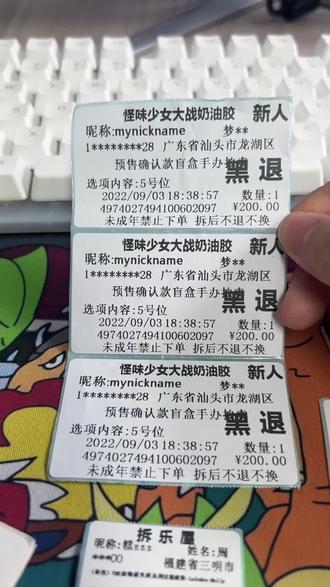 怪味少女大战奶油胶 新人
昵称:mynickname 梦**
1********28 广东省汕头市龙湖区
预售确认款盲盒手办 黑退
选项内容:5号位
2022/09/03 18:38:57 数量:1
4974027494100602097 ¥200.00
未成年禁止下单 拆后不退不换
怪味少女大战奶油胶 新人
昵称:mynickname 梦**
1********28 广东省汕头市龙湖区
预售确认款盲盒手办 黑退
选项内容:5号位
2022/09/03 18:38:57 数量:1
4974027494100602097 ¥200.00
未成年禁止下单 拆后不退不换
怪味少女大战奶油胶 新人
昵称:mynickname 梦**
1********28 广东省汕头市龙湖区
预售确认款盲盒手办 黑退
选项内容:5号位
2022/09/03 18:38:57 数量:1
4974027494100602097 ¥200.00
未成年禁止下单 拆后不退不换
拆乐屋
昵称:糕zzz 姓名:周
***00 福建省三明市